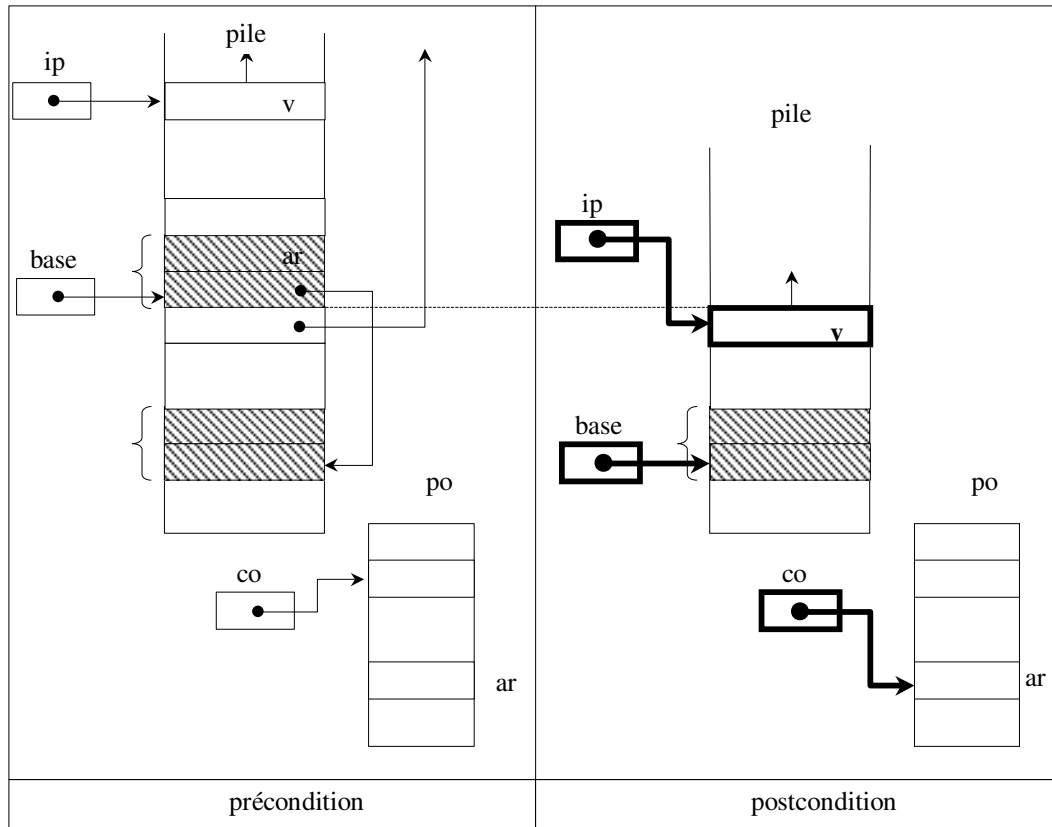 pile
ip
v
base
ar
po
co
ar
précondition
pile
ip
v
base
po
co
ar
postcondition